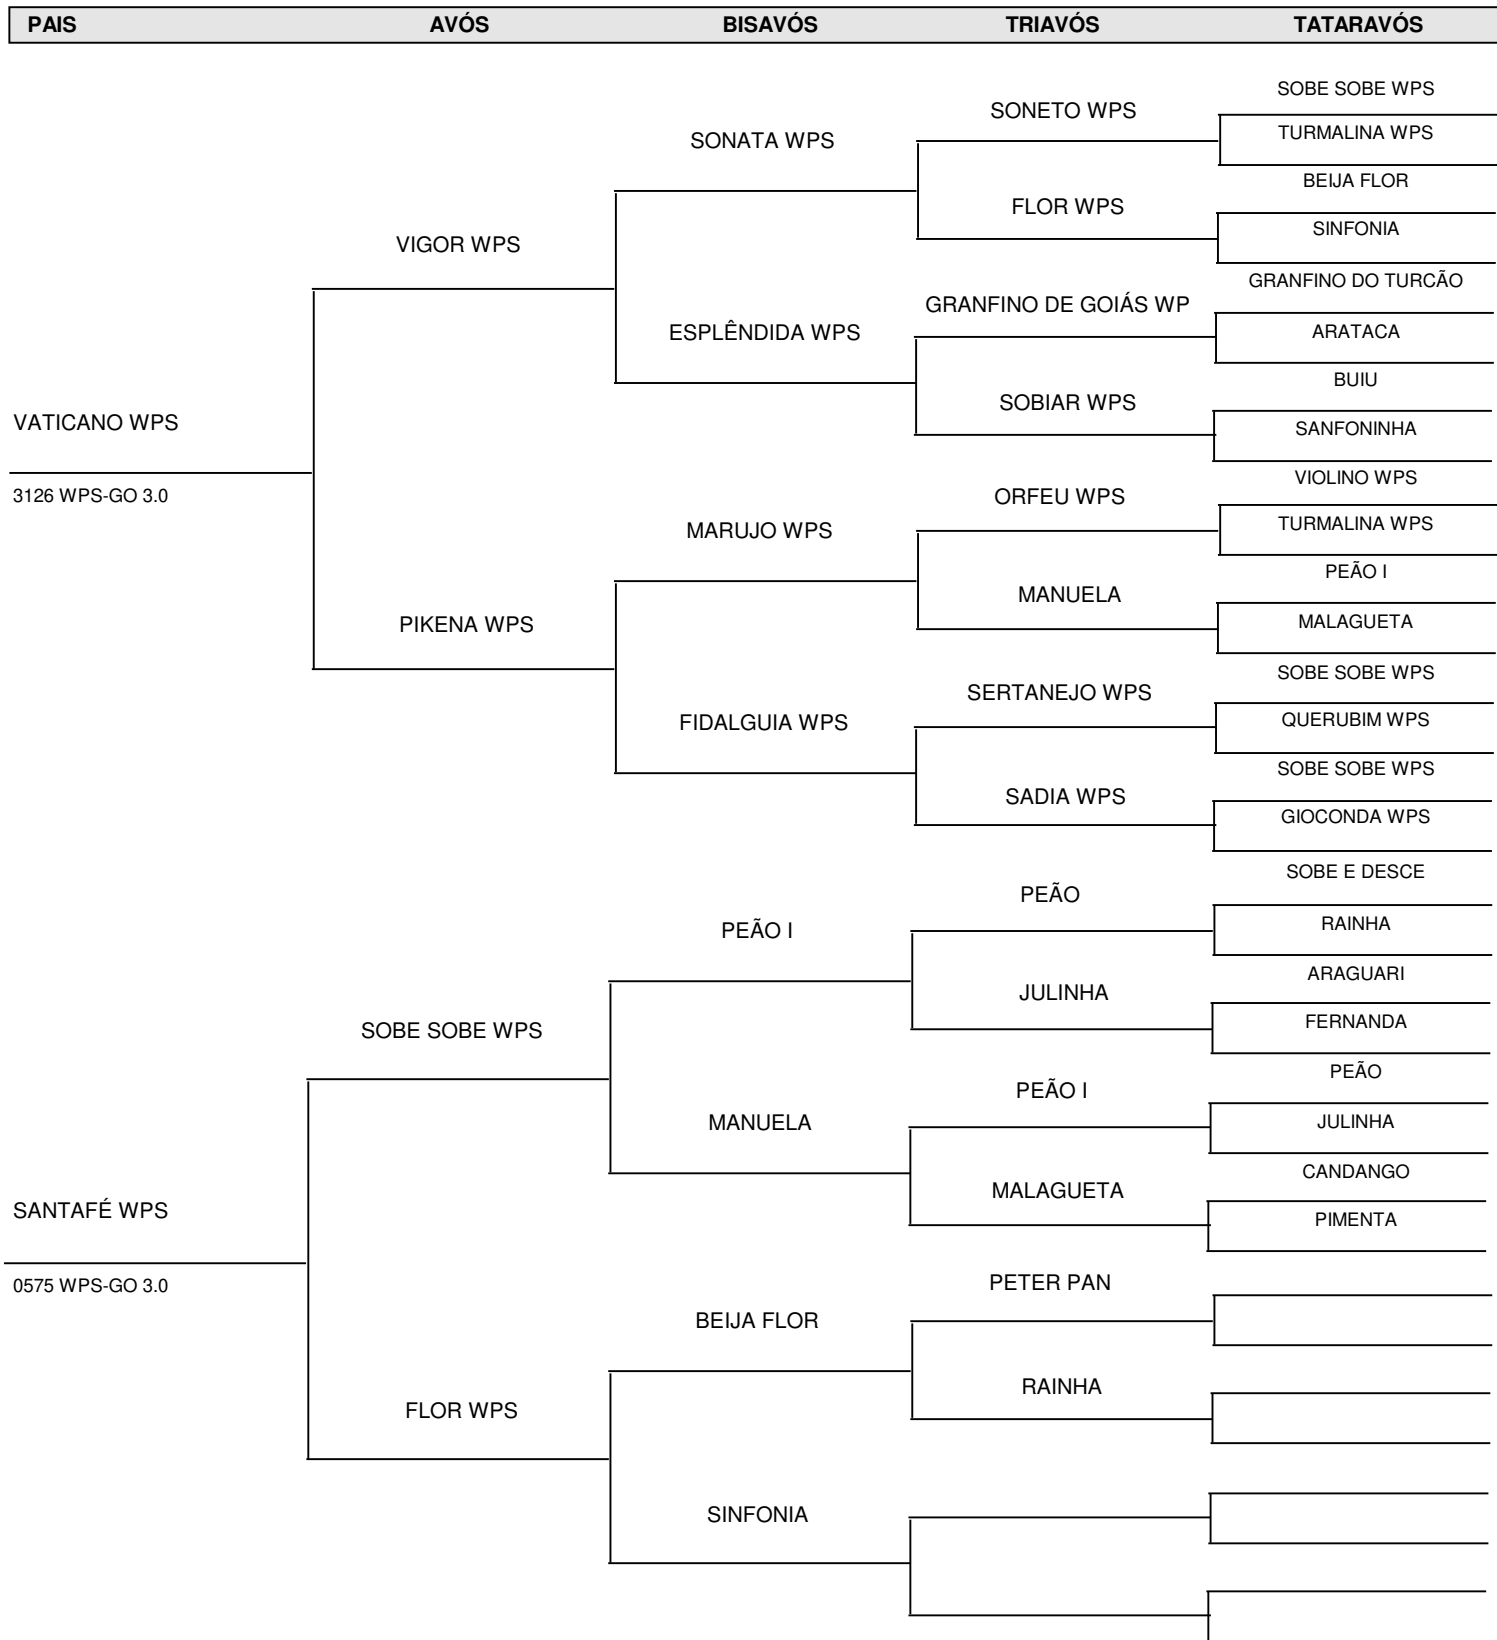 PAIS AVÓS BISAVÓS TRIAVÓS TATARAVÓS
SOBE SOBE WPS
SONETO WPS
TURMALINA WPS
SONATA WPS
BEIJA FLOR
FLOR WPS
SINFONIA
VIGOR WPS
GRANFINO DO TURCÃO
GRANFINO DE GOIÁS WP
ARATACA
ESPLÊNDIDA WPS
BUIU
SOBIAR WPS
VATICANO WPS
SANFONINHA
VIOLINO WPS
3126 WPS-GO 3.0
ORFEU WPS
TURMALINA WPS
MARUJO WPS
PEÃO I
MANUELA
MALAGUETA
PIKENA WPS
SOBE SOBE WPS
SERTANEJO WPS
QUERUBIM WPS
FIDALGUIA WPS
SOBE SOBE WPS
SADIA WPS
GIOCONDA WPS
SOBE E DESCE
PEÃO
RAINHA
PEÃO I
ARAGUARI
JULINHA
FERNANDA
SOBE SOBE WPS
PEÃO
PEÃO I
JULINHA
MANUELA
CANDANGO
MALAGUETA
SANTAFÉ WPS
PIMENTA
0575 WPS-GO 3.0
PETER PAN
BEIJA FLOR
RAINHA
FLOR WPS
SINFONIA